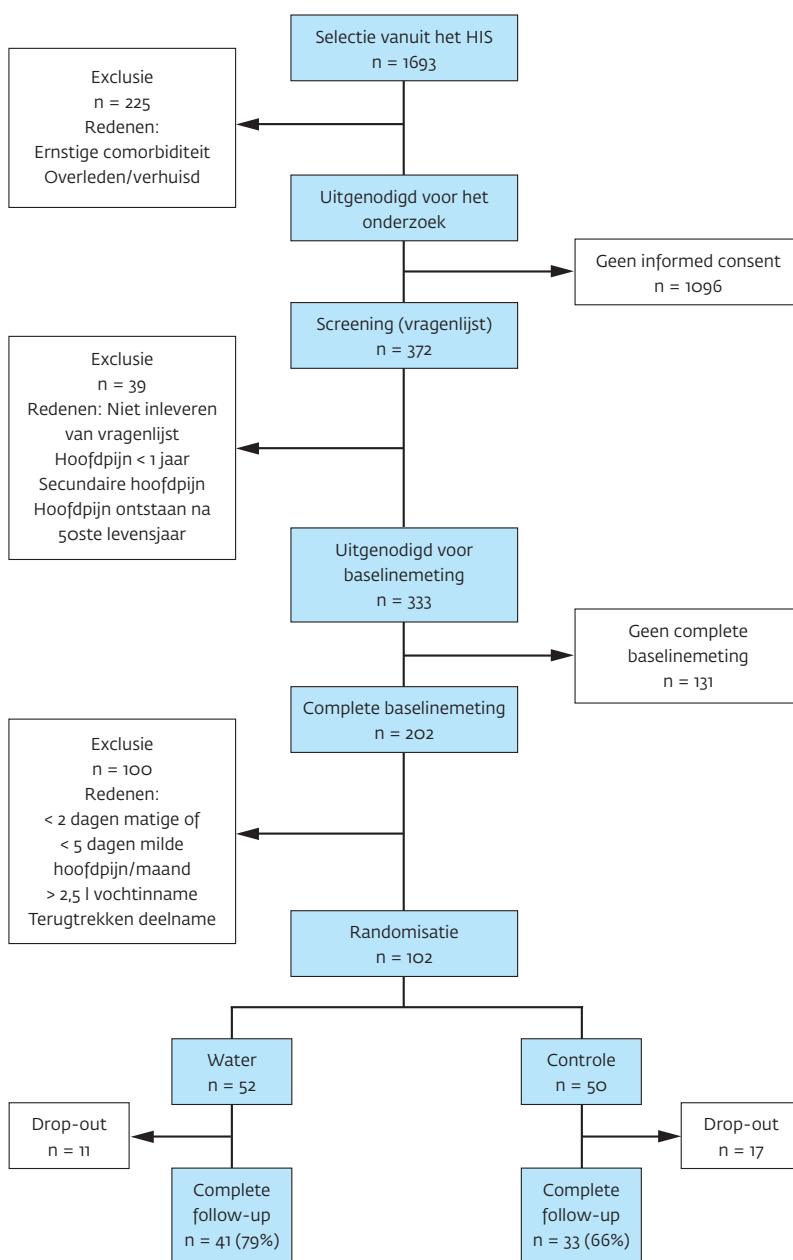 Selectie vanuit het HIS
n = 1693
Exclusie
n = 225
Redenen:
Ernstige comorbiditeit
Overleden/verhuisd
Uitgenodigd voor het
onderzoek
Geen informed consent
n = 1096
Screening (vragenlijst)
n = 372
Exclusie
n = 39
Redenen: Niet inleveren
van vragenlijst
Hoofdpijn < 1 jaar
Secundaire hoofdpijn
Hoofdpijn ontstaan na
50ste levensjaar
Uitgenodigd voor
baselinemeting
n = 333
Geen complete
baselinemeting
n = 131
Complete baselinemeting
n = 202
Exclusie
n = 100
Redenen:
< 2 dagen matige of
< 5 dagen milde
hoofdpijn/maand
> 2,5 l vochtinname
Terugtrekken deelname
Randomisatie
n = 102
Water
n = 52
Controle
n = 50
Drop-out
n = 11
Drop-out
n = 17
Complete
follow-up
n = 41 (79%)
Complete
follow-up
n = 33 (66%)